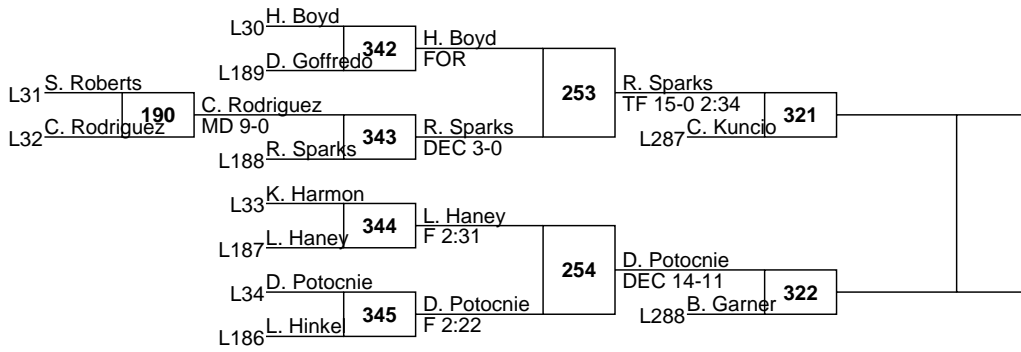 L30 H. Boyd
342
H. Boyd
FOR
L189 D. Goffredo
L31 S. Roberts
190
C. Rodriguez
MD 9-0
L32 C. Rodriguez
343
R. Sparks
DEC 3-0
L188 R. Sparks
253
R. Sparks
TF 15-0 2:34
321
L287 C. Kuncio
L33 K. Harmon
344
L. Haney
F 2:31
L187 L. Haney
254
D. Potocnie
DEC 14-11
322
L288 B. Garner
L34 D. Potocnie
345
D. Potocnie
F 2:22
L186 L. Hinkel